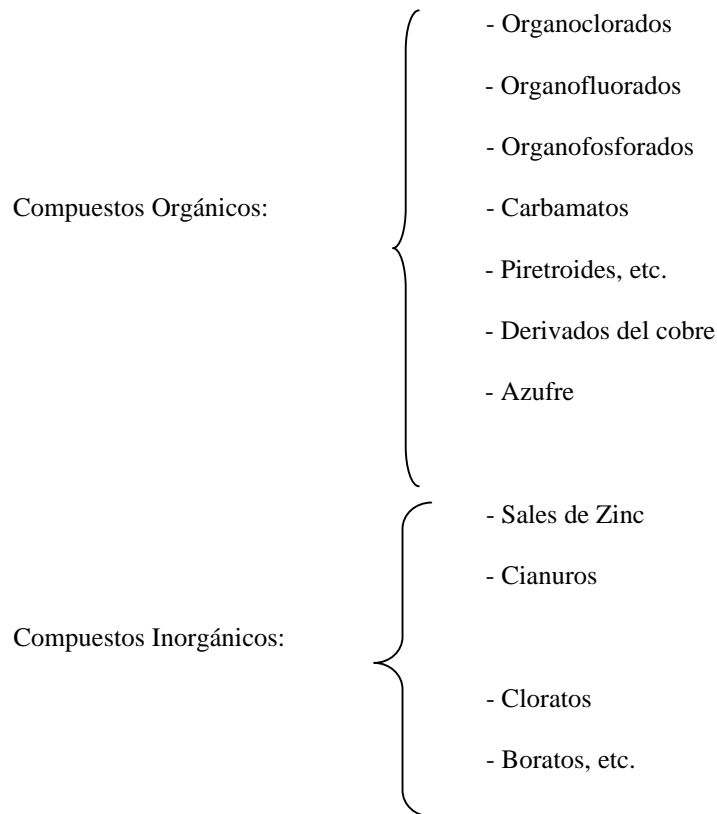 - Organoclorados
- Organofluorados
- Organofosforados
Compuestos Orgánicos:
- Carbamatos
- Piretroides, etc.
- Derivados del cobre
- Azufre
- Sales de Zinc
- Cianuros
Compuestos Inorgánicos:
- Cloratos
- Boratos, etc.